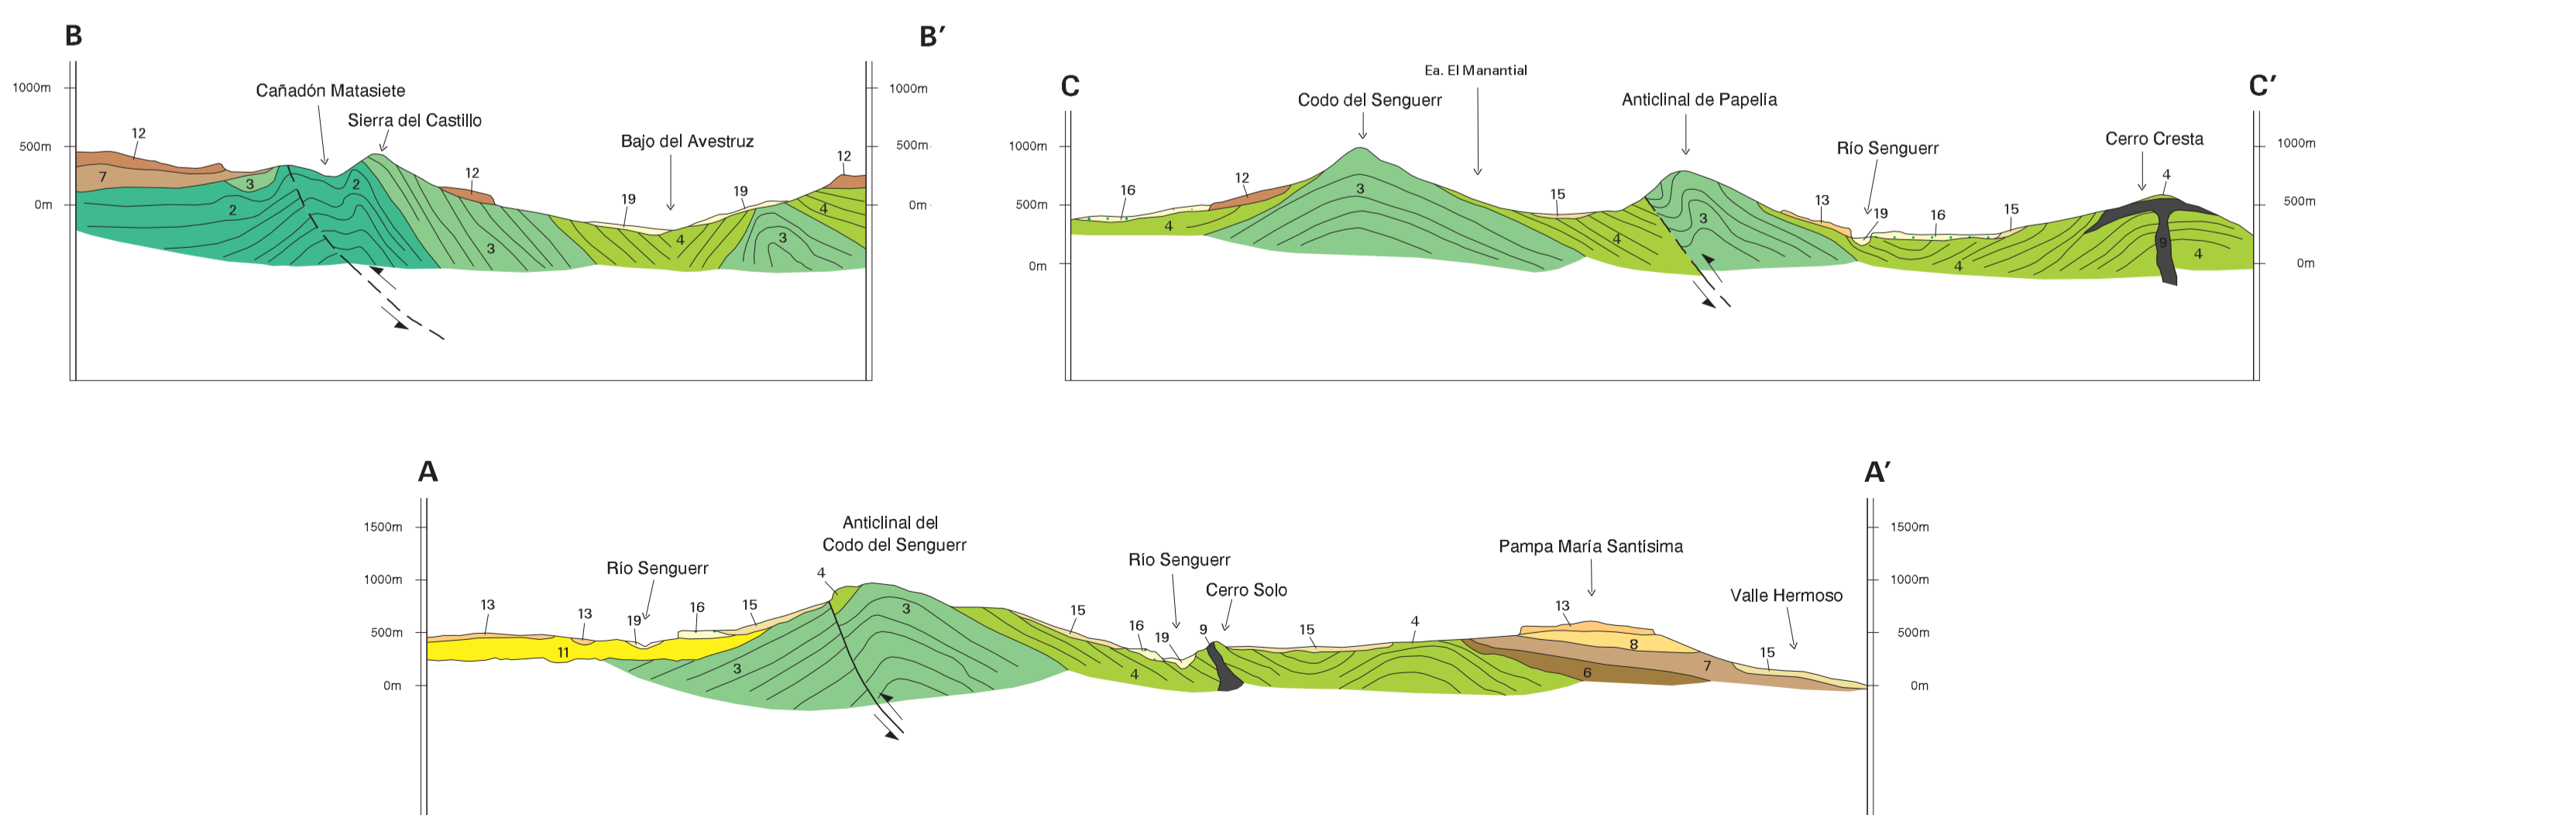 B
B′
1000m
500m
0m
1000m
500m
0m
Cañadón Matasiete
Sierra del Castillo
Bajo del Avestruz
12
7
3
2
2
12
3
19
4
19
3
12
4
C
C′
1000m
500m
0m
1000m
500m
0m
Ea. El Manantial
Codo del Senguerr
Anticlinal de Papelía
Río Senguerr
Cerro Cresta
16
4
12
3
15
4
3
13
19
16
15
4
4
9
4
A
A′
1500m
1000m
500m
0m
1500m
1000m
500m
0m
Anticlinal del
Codo del Senguerr
Río Senguerr
Río Senguerr
Cerro Solo
Pampa María Santísima
Valle Hermoso
13
13
11
19
16
15
3
4
3
15
16
19
4
9
15
4
13
8
6
7
15